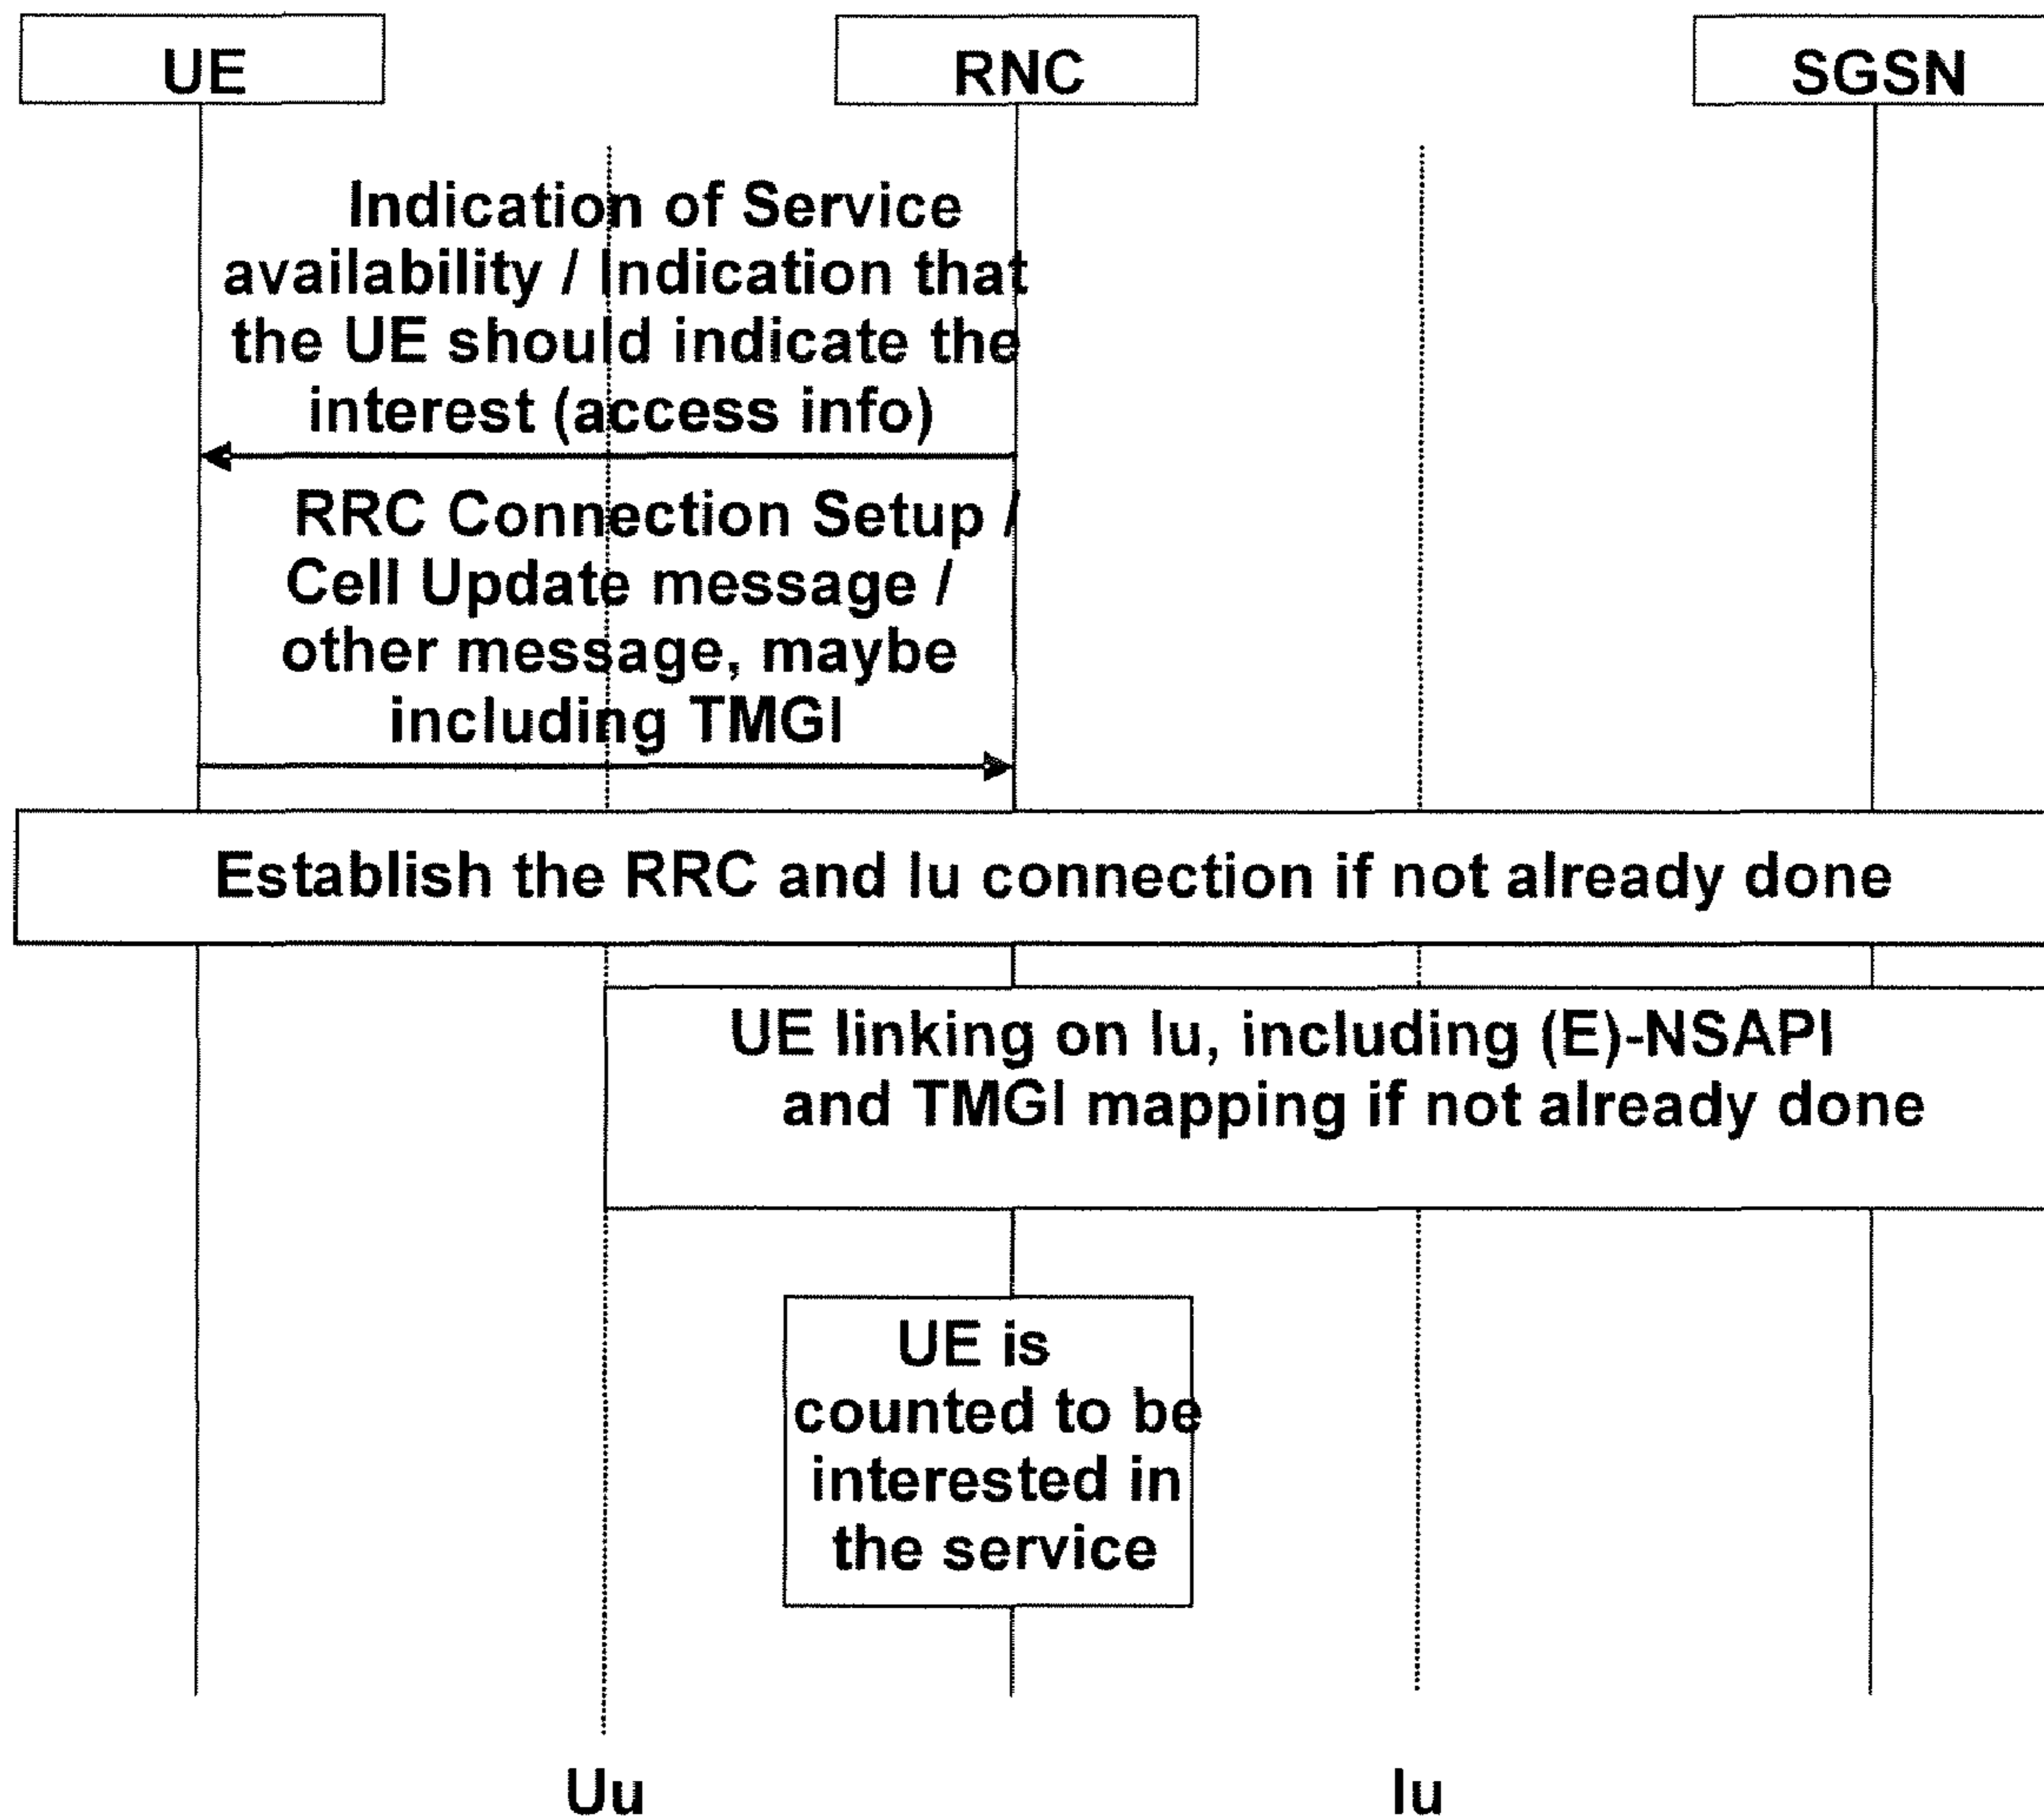 UE
RNC
SGSN
Indication of Service
availability / Indication that
the UE should indicate the
interest (access info)
RRC Connection Setup /
Cell Update message /
other message, maybe
including TMGI
Establish the RRC and Iu connection if not already done
UE linking on Iu, including (E)-NSAPI
and TMGI mapping if not already done
UE is
counted to be
interested in
the service
Uu
Iu